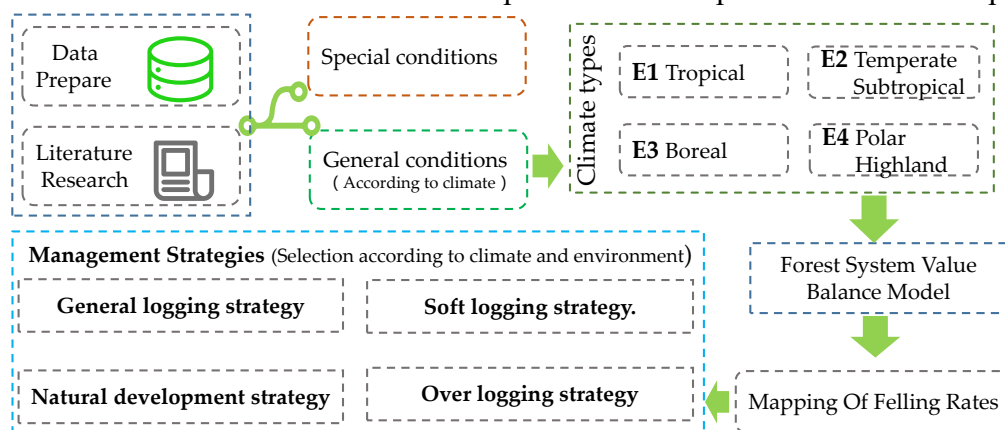 Data
Prepare
Literature
Research
Special conditions
General conditions
( According to climate )
Climate types
E1 Tropical
E2 Temperate
Subtropical
E3 Boreal
E4 Polar
Highland
Forest System Value
Balance Model
Mapping Of Felling Rates
Management Strategies (Selection according to climate and environment)
General logging strategy
Soft logging strategy.
Natural development strategy
Over logging strategy